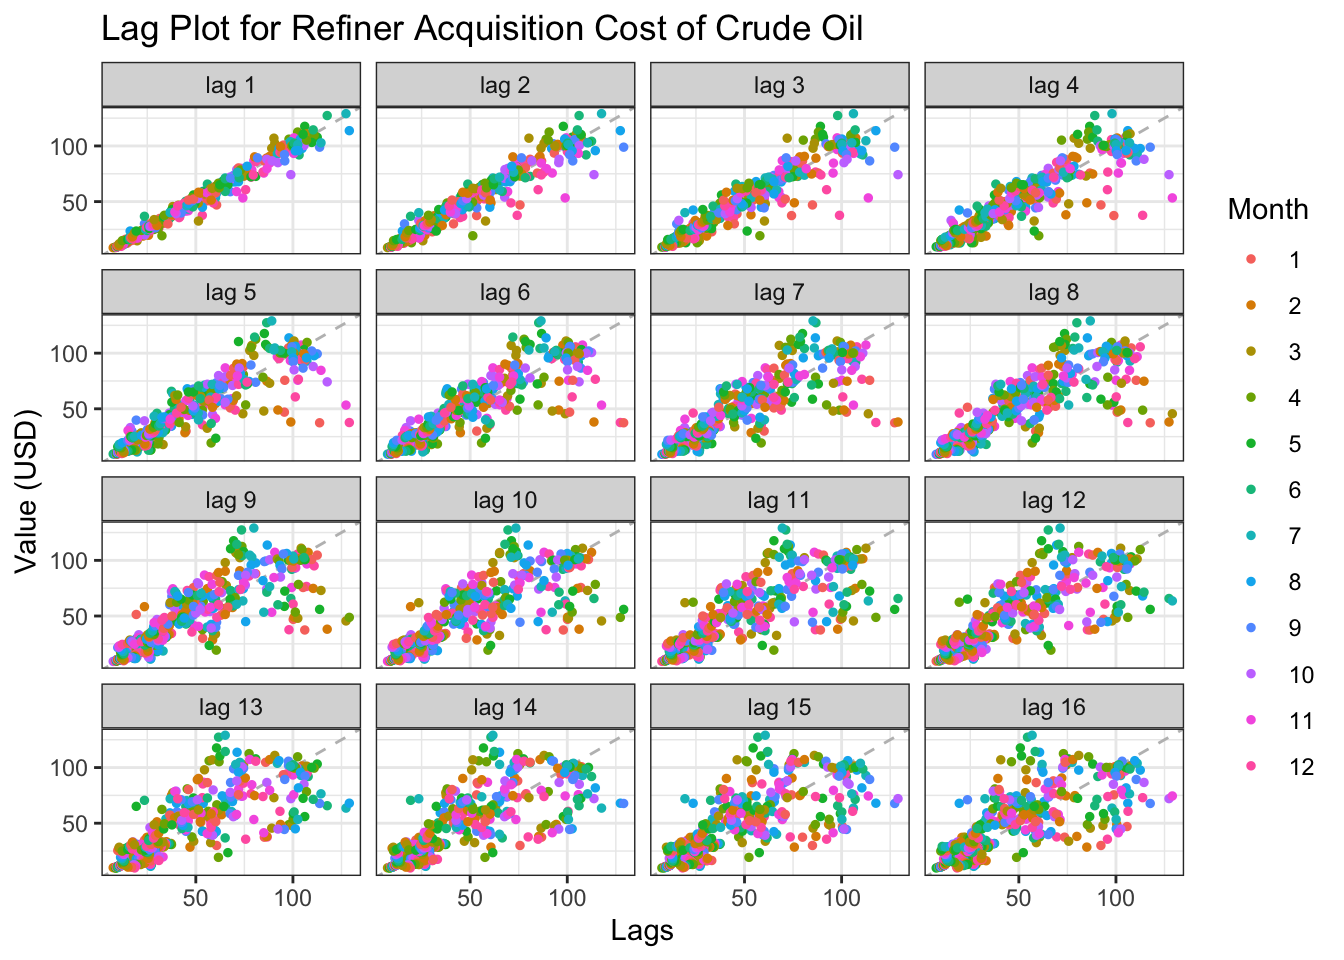 Lag Plot for Refiner Acquisition Cost of Crude Oil
lag 1 lag 2 lag 3 lag 4
100
50
lag 5 lag 6 lag 7 lag 8
100
50
lag 9 lag 10 lag 11 lag 12
100
50
lag 13 lag 14 lag 15 lag 16
100
50
50 100 50 100 50 100 50 100
Lags
Value (USD)
Month
1
2
3
4
5
6
7
8
9
10
11
12